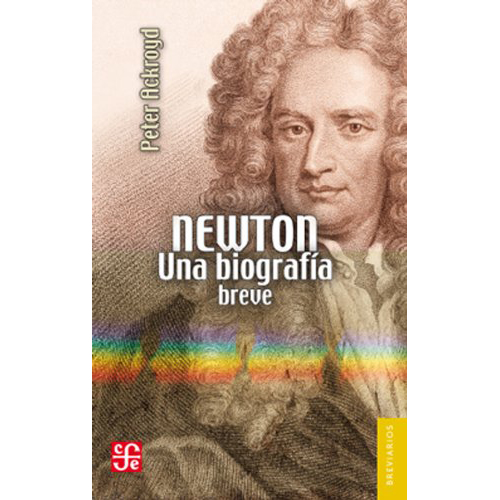 Peter Ackroyd
NEWTON
Una biografía
breve
fce
BREVIARIOS